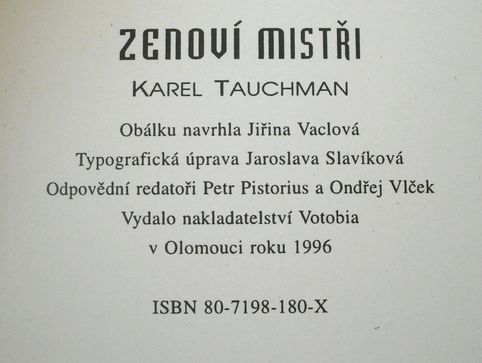 ZENOVÍ MISTŘI
KAREL TAUCHMAN
Obálku navrhla Jiřina Vaclová
Typografická úprava Jaroslava Slavíková
Odpovědní redatoři Petr Pistorius a Ondřej Vlček
Vydalo nakladatelství Votobia
v Olomouci roku 1996
ISBN 80-7198-180-X